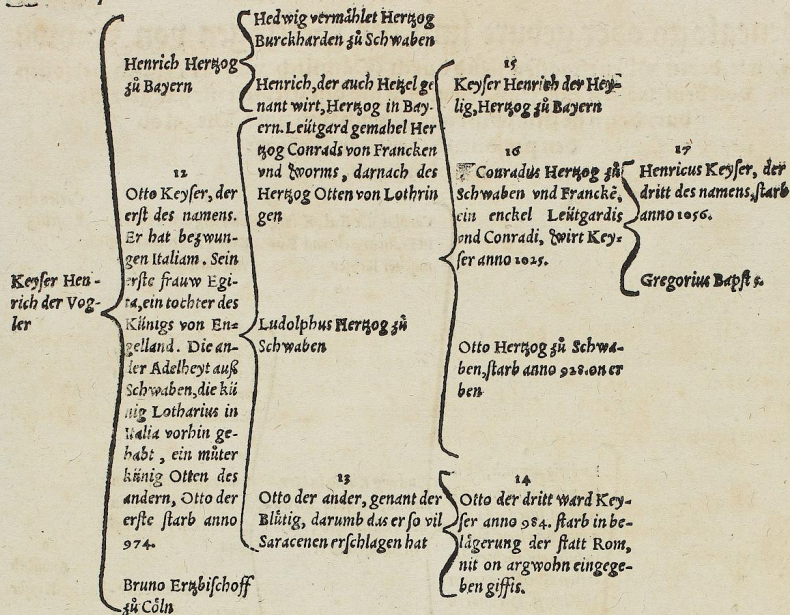 Keyser Hen-
rich der Vog-
ler
Henrich Hertzog
zů Bayern
12
Otto Keyser, der
erst des namens.
Er hat bezwun-
gen Italiam. Sein
erste frauw Egi-
ta, ein tochter des
Künigs von En-
gelland. Die an-
der Adelheyt auß
Schwaben, die kü
nig Lotharius in
Italia vorhin ge-
habt, ein můter
künig Otten des
andern, Otto der
erste starb anno
974.
Bruno Ertzbischoff
zů Cöln
Hedwig vermählet Hertzog
Burckharden zů Schwaben
Henrich, der auch Hetzel ge
nant wirt, Hertzog in Bay-
ern. Leütgard gemahel Her
tzog Conrads von Francken
vnd Worms, darnach des
Hertzog Otten von Lothrin
gen
Ludolphus Hertzog zů
Schwaben
13
Otto der ander, genant der
Blůtig, darumb das er so vil
Saracenen erschlagen hat
15
Keyser Henrich der Hey-
lig, Hertzog zů Bayern
16
Conradus Hertzog zů
Schwaben vnd Franckẽ,
ein enckel Leütgardis
vnd Conradi, wirt Key-
ser anno 1025.
Otto Hertzog zů Schwa-
ben, starb anno 928. on er
ben
14
Otto der dritt ward Key-
ser anno 984. starb in be-
lägerung der statt Rom,
nit on argwohn eingege-
ben giffts.
17
Henricus Keyser, der
dritt des namens, starb
anno 1056.
Gregorius Bapst 5.